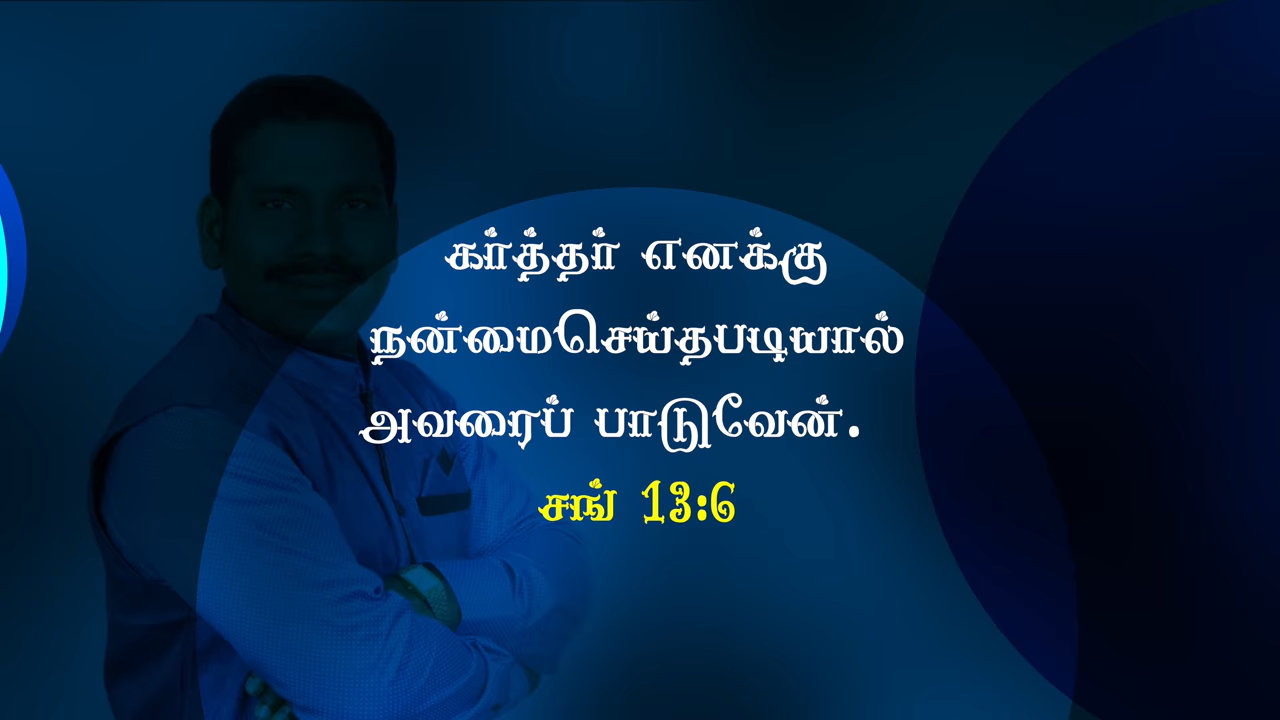 கர்த்தர் எனக்கு
நன்மைசெய்தபடியால்
அவரைப் பாடுவேன்.
சங் 13:6